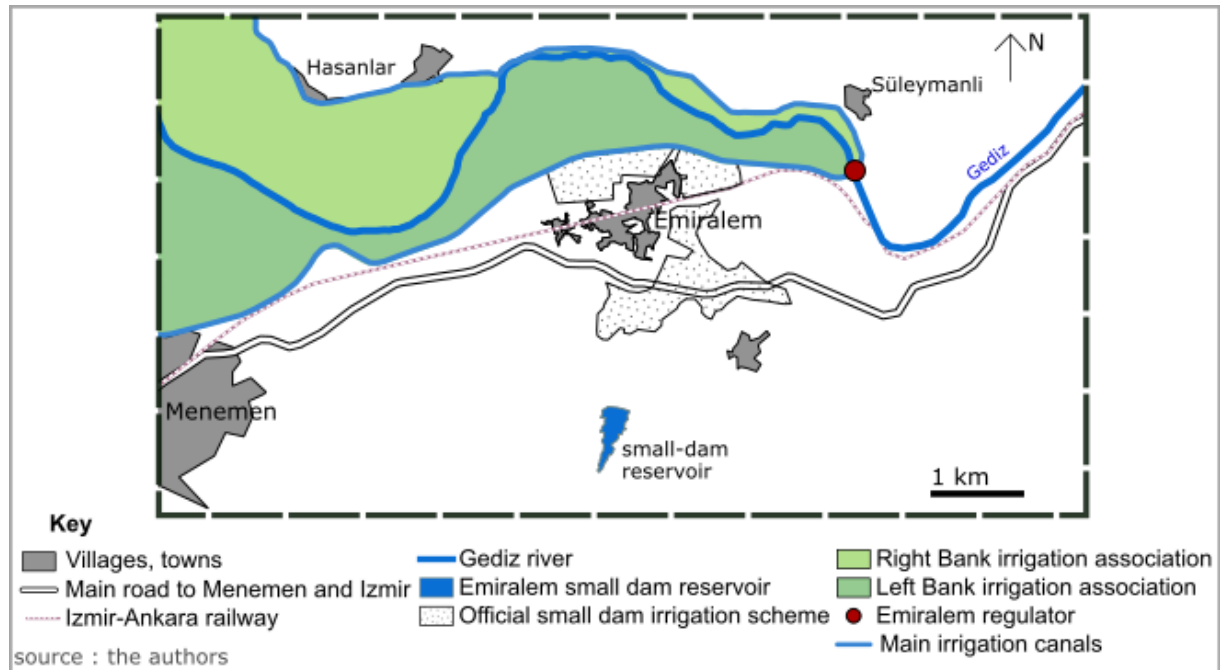 N
Hasanlar
Süleymanli
Gediz
Emiralem
Menemen
small-dam
reservoir
1 km
Key
Villages, towns
Main road to Menemen and Izmir
Izmir-Ankara railway
Gediz river
Emiralem small dam reservoir
Official small dam irrigation scheme
Right Bank irrigation association
Left Bank irrigation association
Emiralem regulator
Main irrigation canals
source : the authors